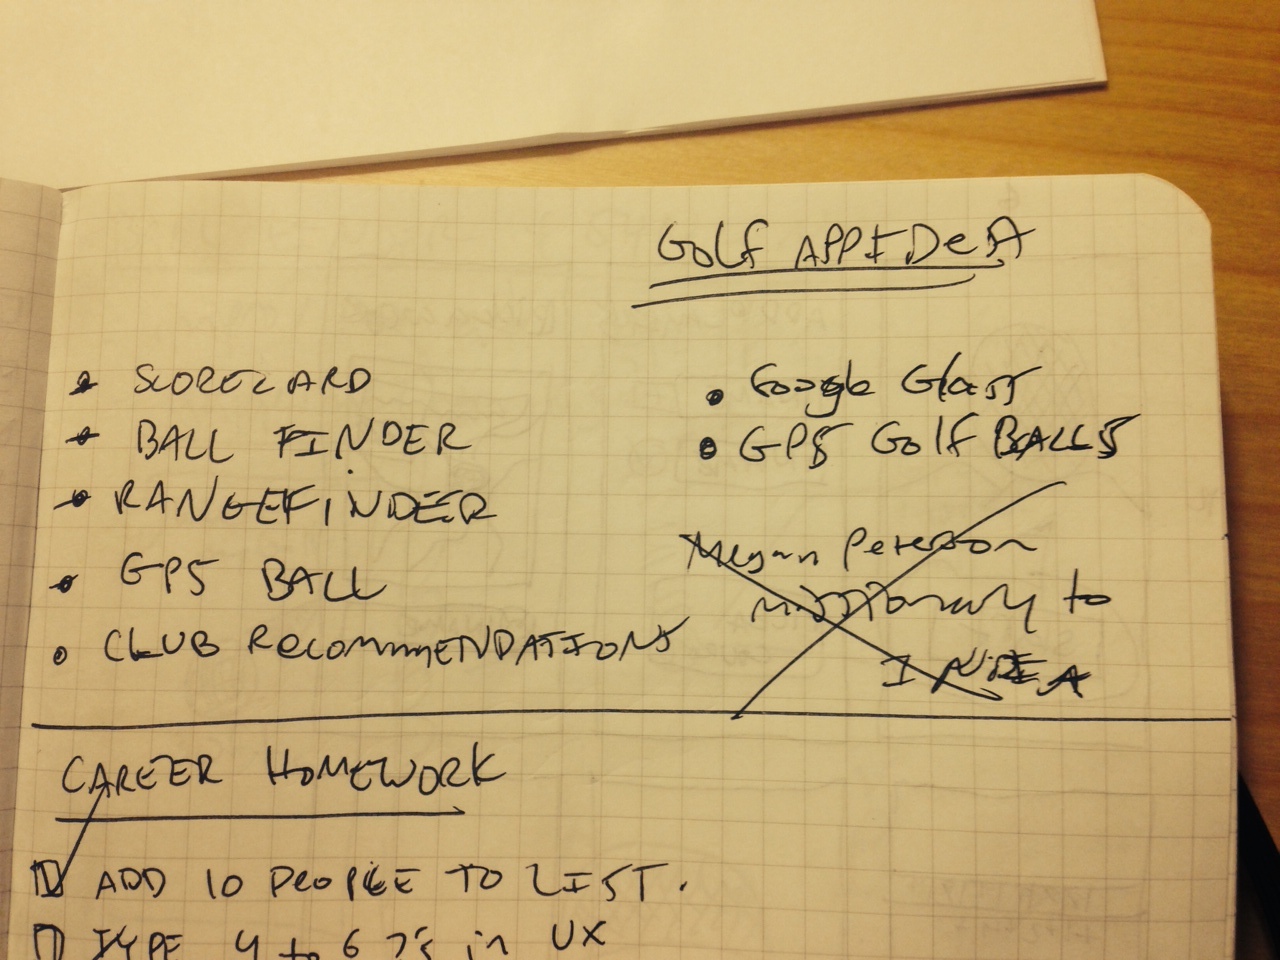 Golf APP IDeA
• SCORECARD
• BALL FINDER
• RANGEFINDER
• GPS BALL
• CLUB RecommENDATIONS
• Google Glass
• GPS Golf BALLS
Megan Peterson
missionary to
INDIA
CAREER HOMEWORK
ADD 10 PeoPLE TO LIST.
TYPE 4 to 6 in UX